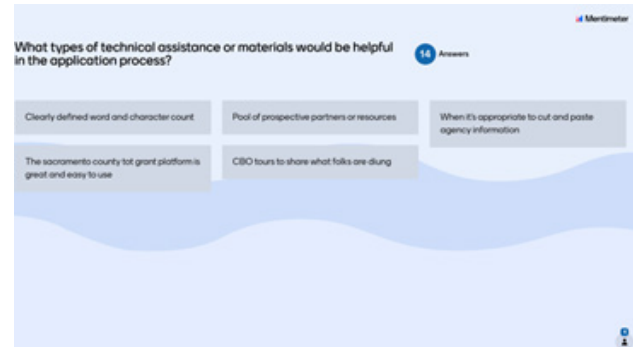 Mentimeter
What types of technical assistance or materials would be helpful
in the application process?
14 Answers
Clearly defined word and character count
Pool of prospective partners or resources
When it's appropriate to cut and paste
agency information
The sacramento county tot grant platform is
great and easy to use
CBO tours to share what folks are diung